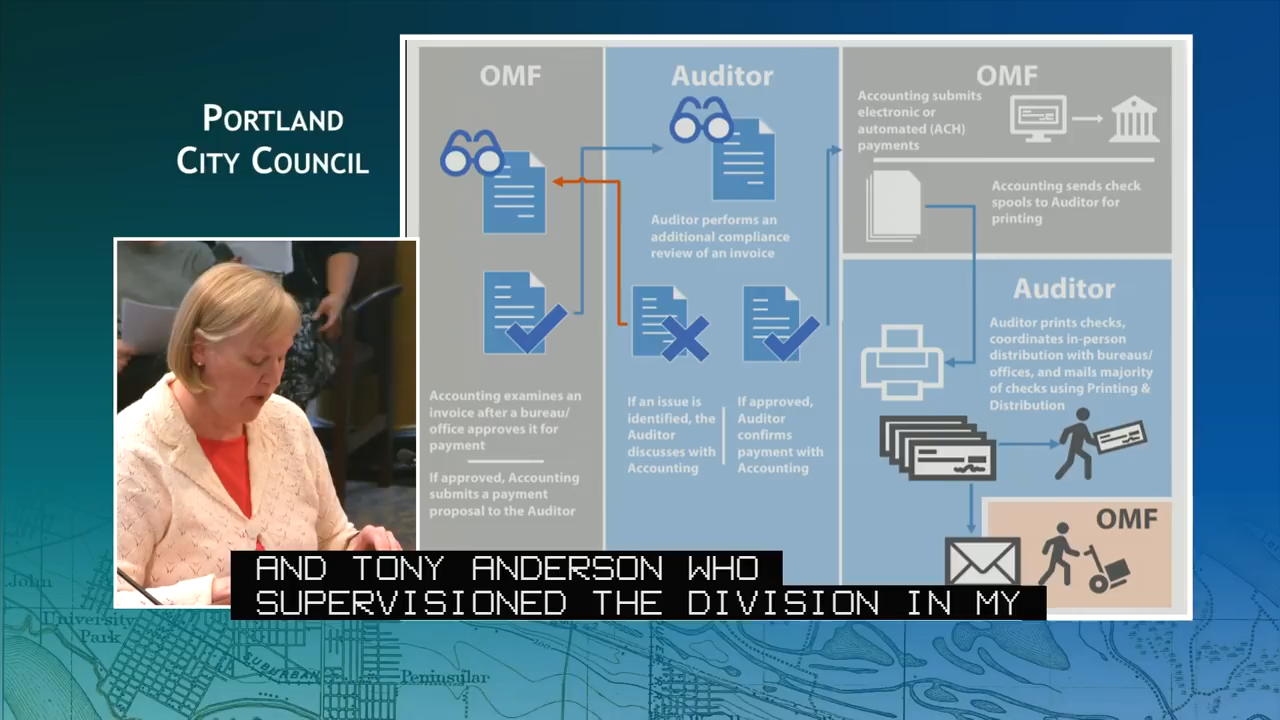 PORTLAND
CITY COUNCIL
OMF
Accounting examines an
invoice after a bureau/
office approves it for
payment
If approved, Accounting
submits a payment
proposal to the Auditor
Auditor
Auditor performs an
additional compliance
review of an invoice
If an issue is
identified, the
Auditor
discusses with
Accounting
If approved,
Auditor
confirms
payment with
Accounting
OMF
Accounting submits
electronic or
automated (ACH)
payments
Accounting sends check
spools to Auditor for
printing
Auditor
Auditor prints checks,
coordinates in-person
distribution with bureaus/
offices, and mails majority
of checks using Printing &
Distribution
OMF
AND TONY ANDERSON WHO
SUPERVISIONED THE DIVISION IN MY
John
University
Park
SUBURBAN
Peninsular